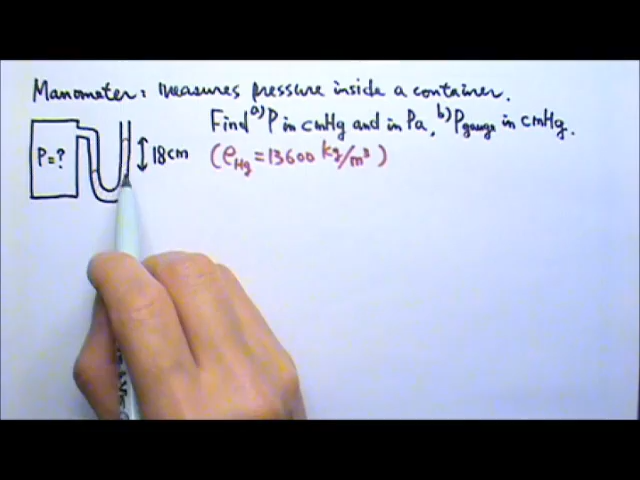 Manometer: measures pressure inside a container.
Find a) P in cmHg and in Pa, b) Pgauge in cmHg.
P=? 18cm (ρHg = 13600 kg/m³)